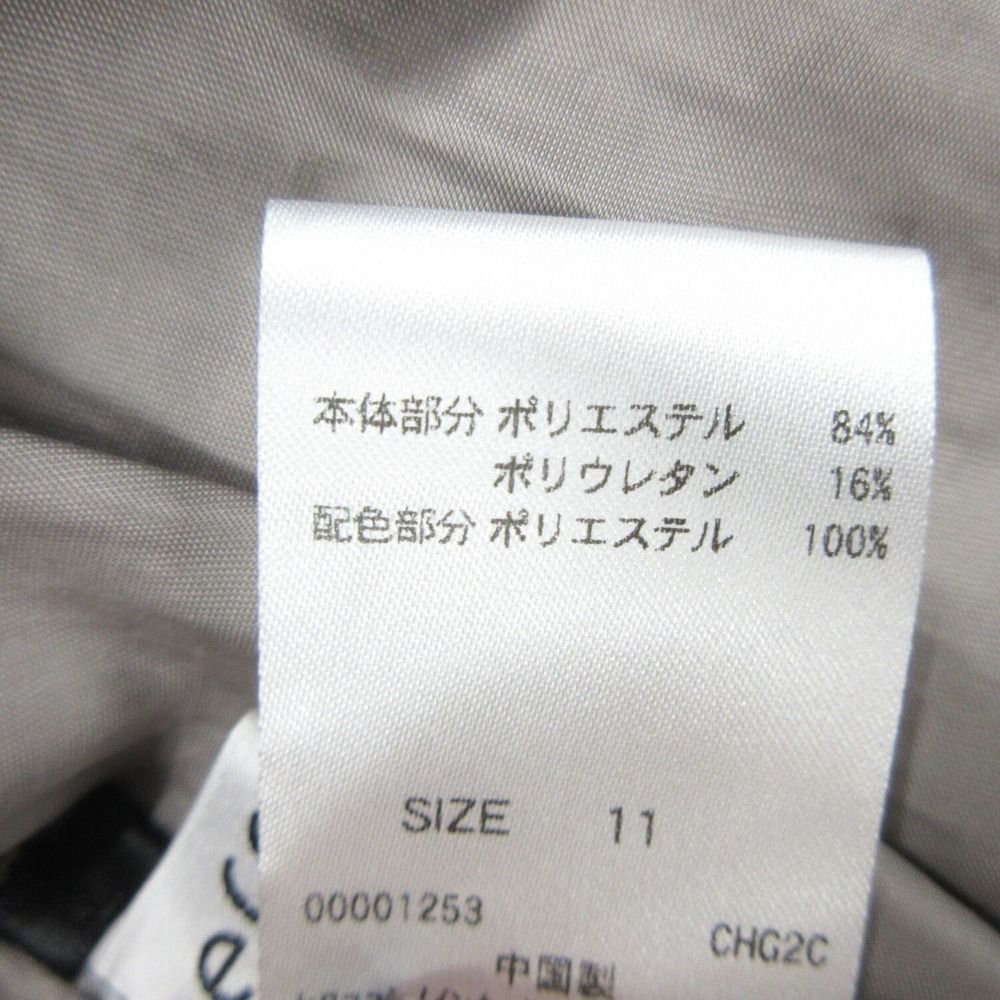 本体部分 ポリエステル 84%
ポリウレタン 16%
配色部分 ポリエステル 100%
SIZE 11
00001253
CHG2C
中国製